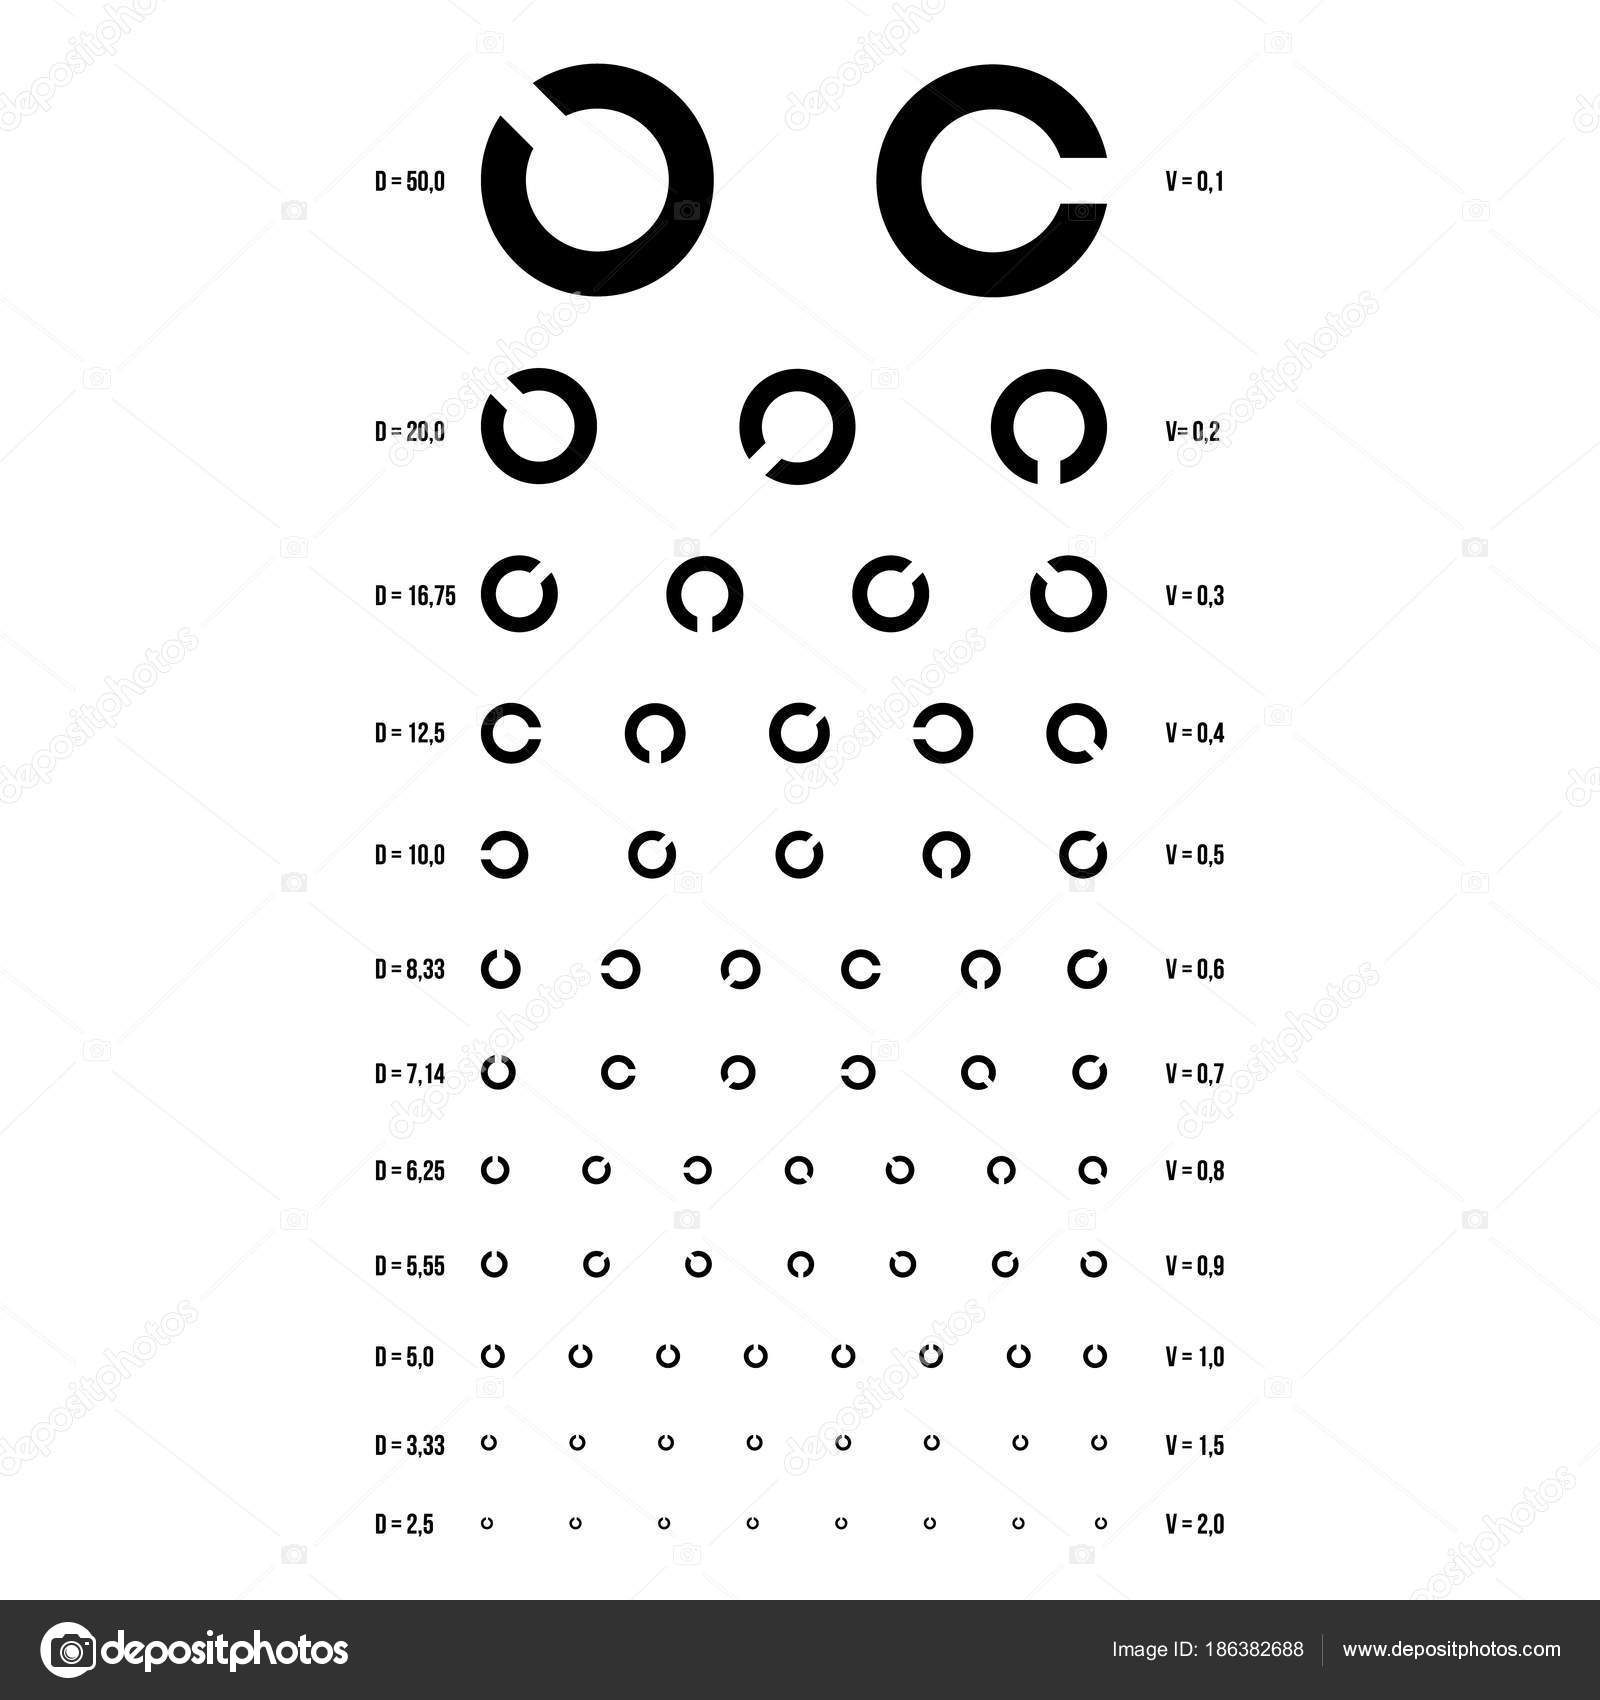 D = 50,0 V = 0,1
D = 20,0 V= 0,2
D = 16,75 V = 0,3
D = 12,5 V = 0,4
D = 10,0 V = 0,5
D = 8,33 V = 0,6
D = 7,14 V = 0,7
D = 6,25 V = 0,8
D = 5,55 V = 0,9
D = 5,0 V = 1,0
D = 3,33 V = 1,5
D = 2,5 V = 2,0
depositphotos Image ID: 186382688 www.depositphotos.com